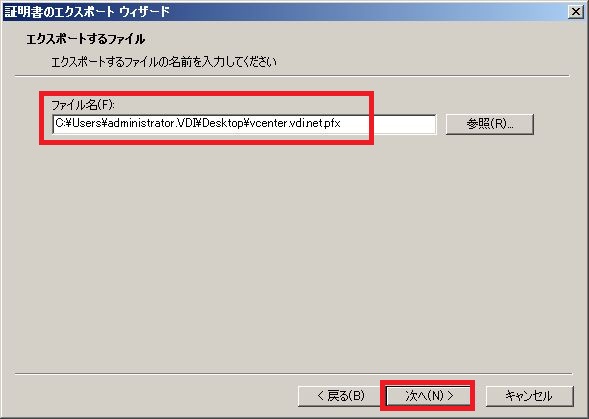 証明書のエクスポート ウィザード
エクスポートするファイル
エクスポートするファイルの名前を入力してください
ファイル名(F):
C:¥Users¥administrator.VDI¥Desktop¥vcenter.vdi.net.pfx
参照(R)...
< 戻る(B)
次へ(N) >
キャンセル